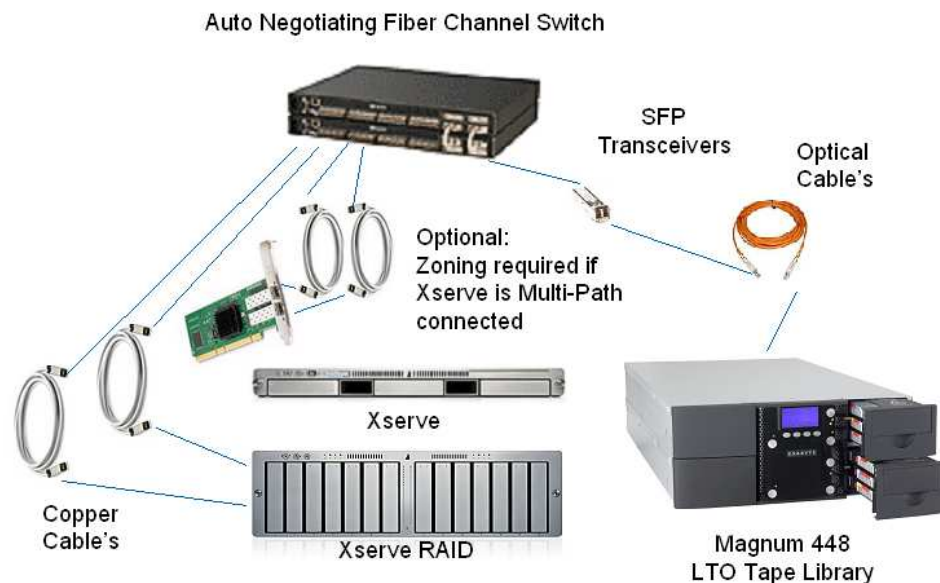 Auto Negotiating Fiber Channel Switch
SFP
Transceivers
Optical
Cable's
Optional:
Zoning required if
Xserve is Multi-Path
connected
Xserve
Copper
Cable's
Xserve RAID
EXABYTE
Magnum 448
LTO Tape Library